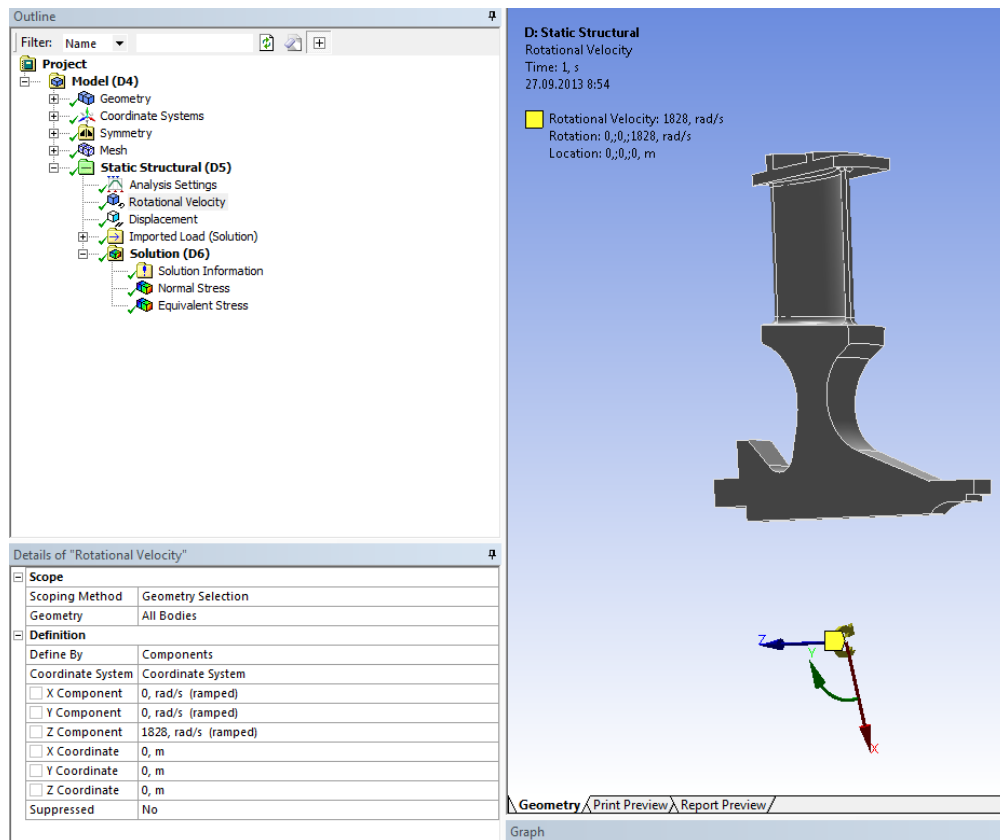 Outline
Filter: Name
Project
Model (D4)
Geometry
Coordinate Systems
Symmetry
Mesh
Static Structural (D5)
Analysis Settings
Rotational Velocity
Displacement
Imported Load (Solution)
Solution (D6)
Solution Information
Normal Stress
Equivalent Stress
Details of "Rotational Velocity"
Scope
Scoping Method Geometry Selection
Geometry All Bodies
Definition
Define By Components
Coordinate System Coordinate System
X Component 0, rad/s (ramped)
Y Component 0, rad/s (ramped)
Z Component 1828, rad/s (ramped)
X Coordinate 0, m
Y Coordinate 0, m
Z Coordinate 0, m
Suppressed No
D: Static Structural
Rotational Velocity
Time: 1, s
27.09.2013 8:54
Rotational Velocity: 1828, rad/s
Rotation: 0,;0,;1828, rad/s
Location: 0,;0,;0, m
Z
Y
X
Geometry Print Preview Report Preview
Graph